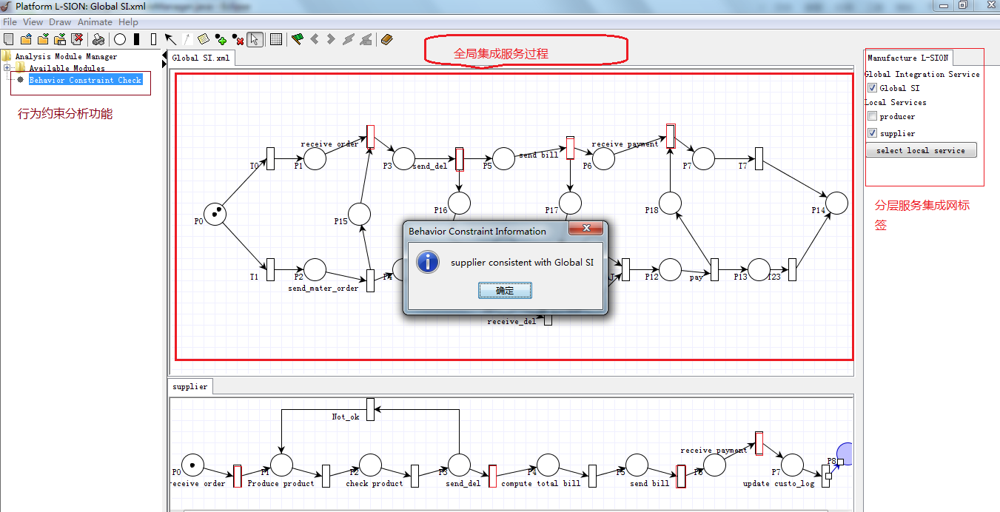 Platform L-SION: Global SI.xml
File View Draw Animate Help
Analysis Module Manager
Available Modules
Behavior Constraint Check
行为约束分析功能
Global SI.xml
全局集成服务过程
Manufacture L-SION
Global Integration Service
Global SI
Local Services
producer
supplier
select local service
分层服务集成网标
签
receive order
receive payment
T0
P1
P3
send_del
P5
send bill
P6
P7
T7
P0
P15
P16
P17
P18
P14
T1
P2
send_mater_order
P4
P12
pay
P13
T23
receive_del
Behavior Constraint Information
supplier consistent with Global SI
确定
supplier
Not_ok
P0
receive order
P1
Produce product
P2
check product
P3
send_del
P4
compute total bill
P5
send bill
P6
receive payment
P7
update custo_log
P8